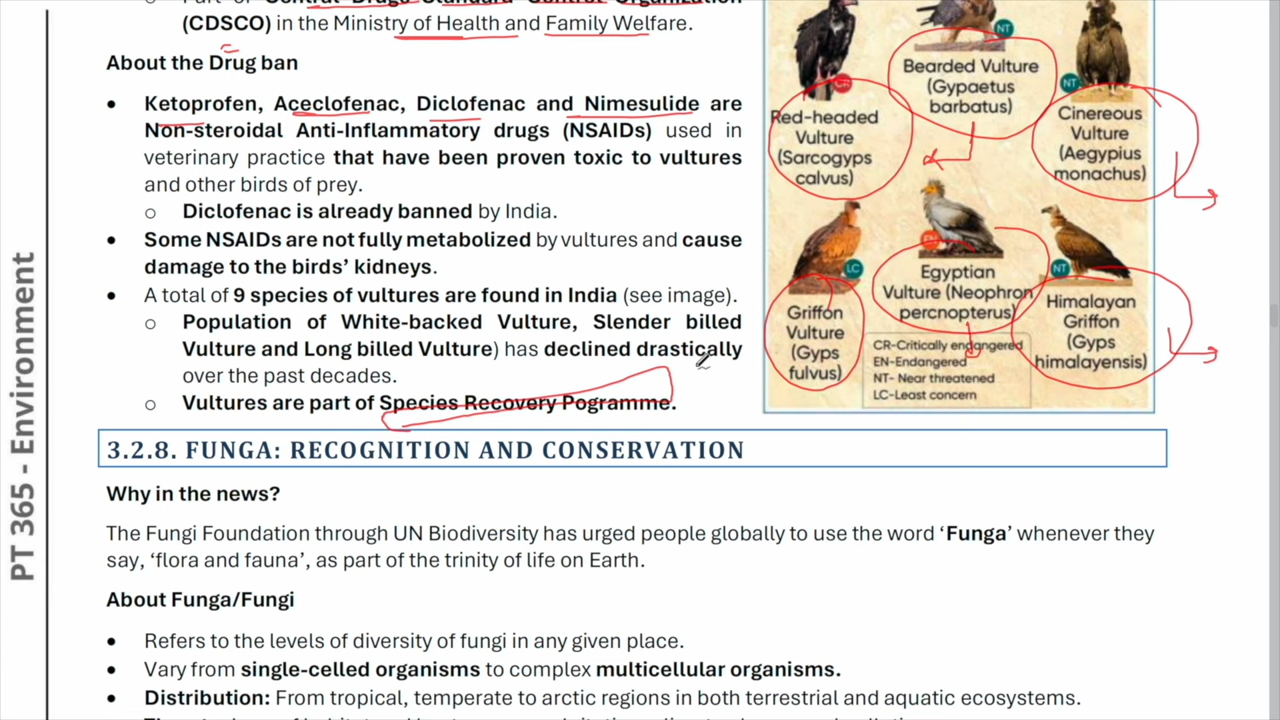 Part of Central Drugs Standard Control Organization
(CDSCO) in the Ministry of Health and Family Welfare.
About the Drug ban
• Ketoprofen, Aceclofenac, Diclofenac and Nimesulide are
Non-steroidal Anti-Inflammatory drugs (NSAIDs) used in
veterinary practice that have been proven toxic to vultures
and other birds of prey.
o Diclofenac is already banned by India.
• Some NSAIDs are not fully metabolized by vultures and cause
damage to the birds’ kidneys.
• A total of 9 species of vultures are found in India (see image).
o Population of White-backed Vulture, Slender billed
Vulture and Long billed Vulture) has declined drastically
over the past decades.
o Vultures are part of Species Recovery Pogramme.
CR
Red-headed
Vulture
(Sarcogyps
calvus)
NT
Bearded Vulture
(Gypaetus
barbatus)
NT
Cinereous
Vulture
(Aegypius
monachus)
LC
Griffon
Vulture
(Gyps
fulvus)
EN
Egyptian
Vulture (Neophron
percnopterus)
NT
Himalayan
Griffon
(Gyps
himalayensis)
CR-Critically endangered
EN-Endangered
NT- Near threatened
LC-Least concern
3.2.8. FUNGA: RECOGNITION AND CONSERVATION
Why in the news?
The Fungi Foundation through UN Biodiversity has urged people globally to use the word ‘Funga’ whenever they
say, ‘flora and fauna’, as part of the trinity of life on Earth.
About Funga/Fungi
• Refers to the levels of diversity of fungi in any given place.
• Vary from single-celled organisms to complex multicellular organisms.
• Distribution: From tropical, temperate to arctic regions in both terrestrial and aquatic ecosystems.
PT 365 - Environment